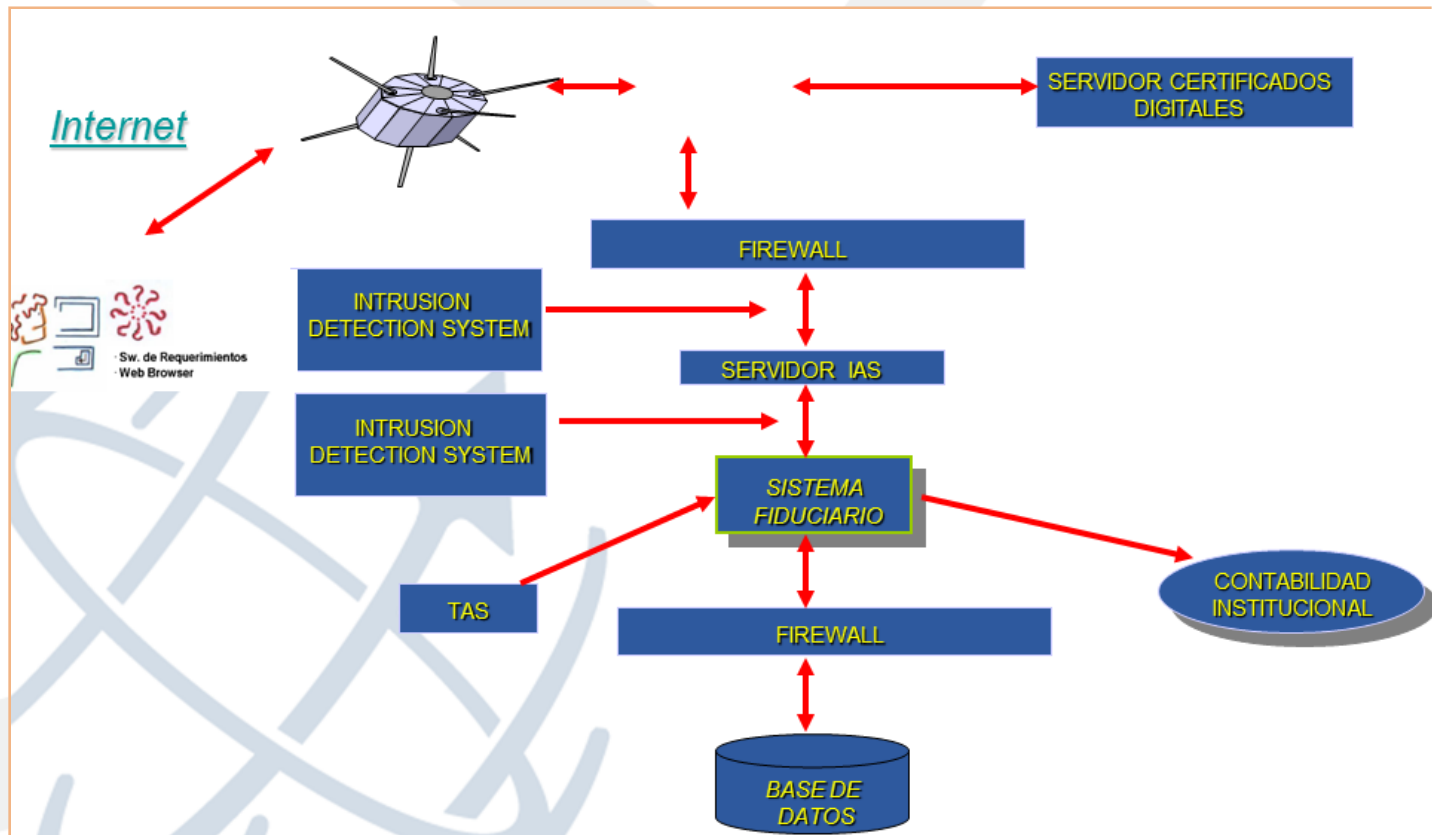 Internet
SERVIDOR CERTIFICADOS
DIGITALES
FIREWALL
INTRUSION
DETECTION SYSTEM
· Sw. de Requerimientos
· Web Browser
SERVIDOR IAS
INTRUSION
DETECTION SYSTEM
SISTEMA
FIDUCIARIO
TAS
CONTABILIDAD
INSTITUCIONAL
FIREWALL
BASE DE
DATOS